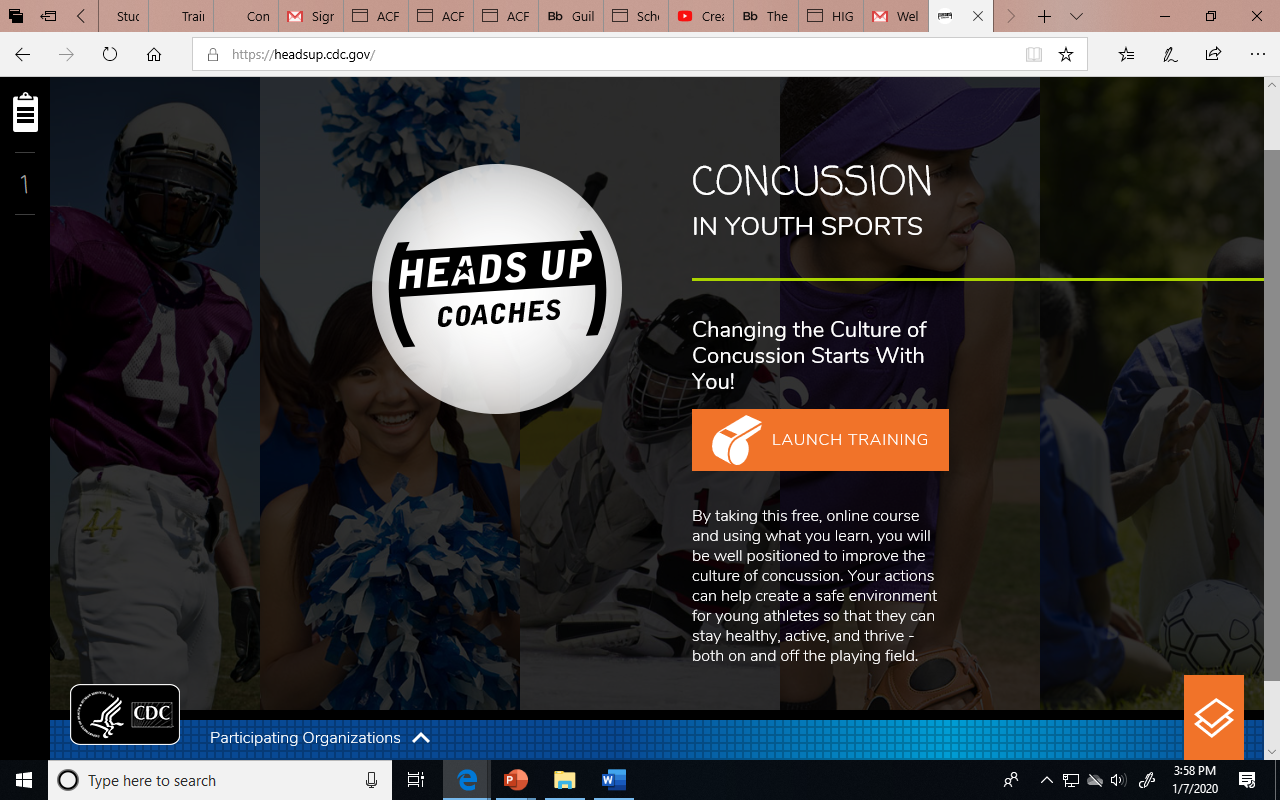 Stud
Train
Con
Sign
ACF
ACF
ACF
Bb Guil
Sch
Crea
Bb The
HIG
Wel
https://headsup.cdc.gov/
1
HEADS UP
COACHES
CONCUSSION
IN YOUTH SPORTS
Changing the Culture of
Concussion Starts With
You!
LAUNCH TRAINING
By taking this free, online course
and using what you learn, you will
be well positioned to improve the
culture of concussion. Your actions
can help create a safe environment
for young athletes so that they can
stay healthy, active, and thrive -
both on and off the playing field.
44
44
CDC
Participating Organizations
Type here to search
3:58 PM
1/7/2020